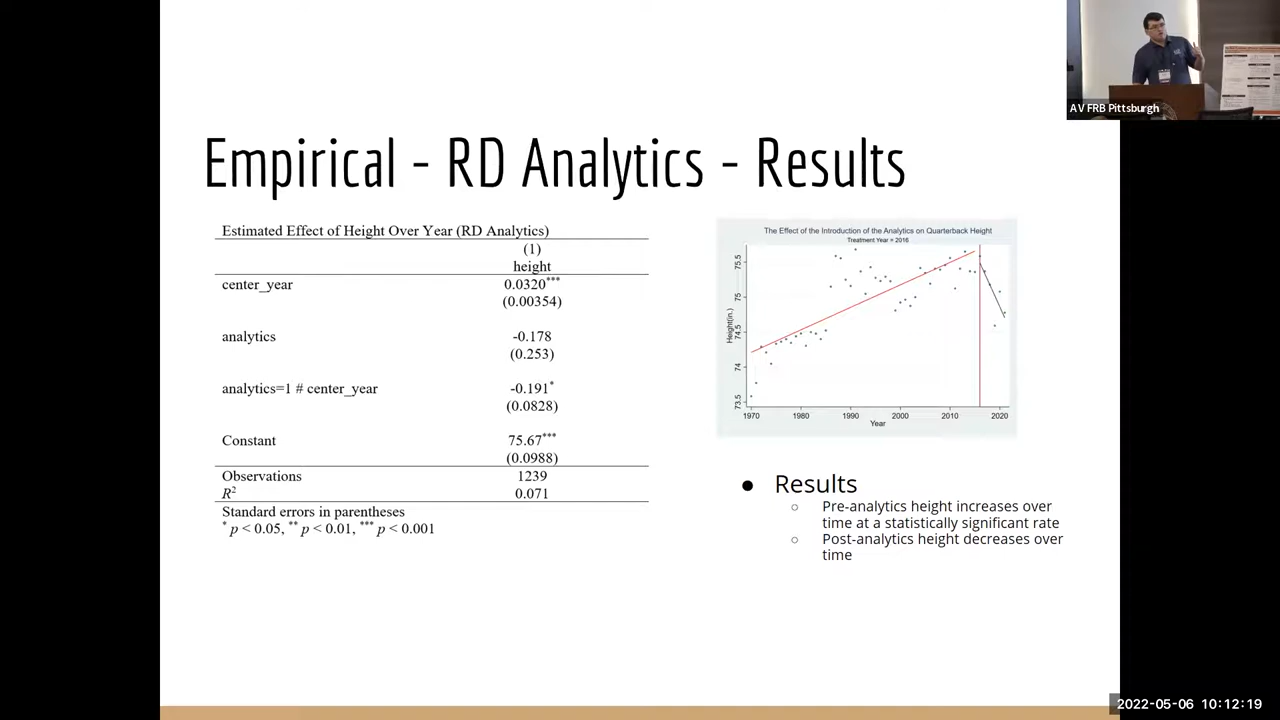 AV FRB Pittsburgh
Empirical - RD Analytics - Results
Estimated Effect of Height Over Year (RD Analytics)
(1)
height
center_year 0.0320***
(0.00354)
analytics -0.178
(0.253)
analytics=1 # center_year -0.191*
(0.0828)
Constant 75.67***
(0.0988)
Observations 1239
R² 0.071
Standard errors in parentheses
* p < 0.05, ** p < 0.01, *** p < 0.001
The Effect of the Introduction of the Analytics on Quarterback Height
Treatment Year = 2016
Height(in.)
75.5
75
74.5
74
73.5
1970 1980 1990 2000 2010 2020
Year
● Results
○ Pre-analytics height increases over
time at a statistically significant rate
○ Post-analytics height decreases over
time
2022-05-06 10:12:19